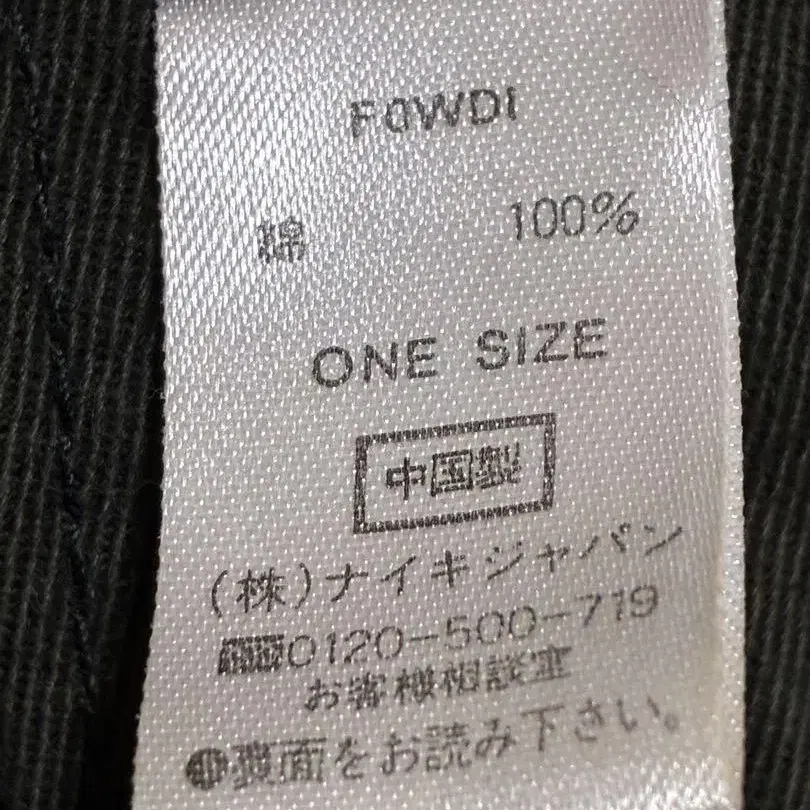 F0WDI
綿 100%
ONE SIZE
中国製
(株)ナイキジャパン
0120-500-719
お客様相談室
裏面をお読み下さい。